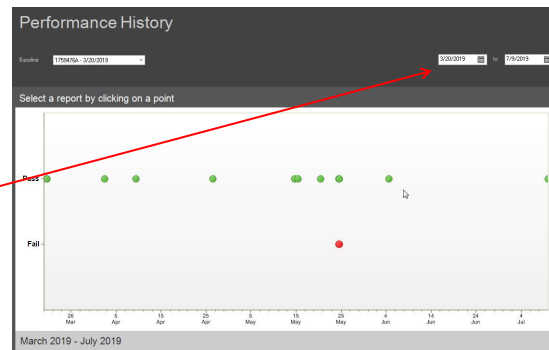 Performance History
Baseline 1759476A - 3/20/2019 3/20/2019 to 7/9/2019
Select a report by clicking on a point
Pass
Fail
26 5 15 25 5 15 25 4 14 24 4
Mar Apr Apr Apr May May May Jun Jun Jun Jul
March 2019 - July 2019